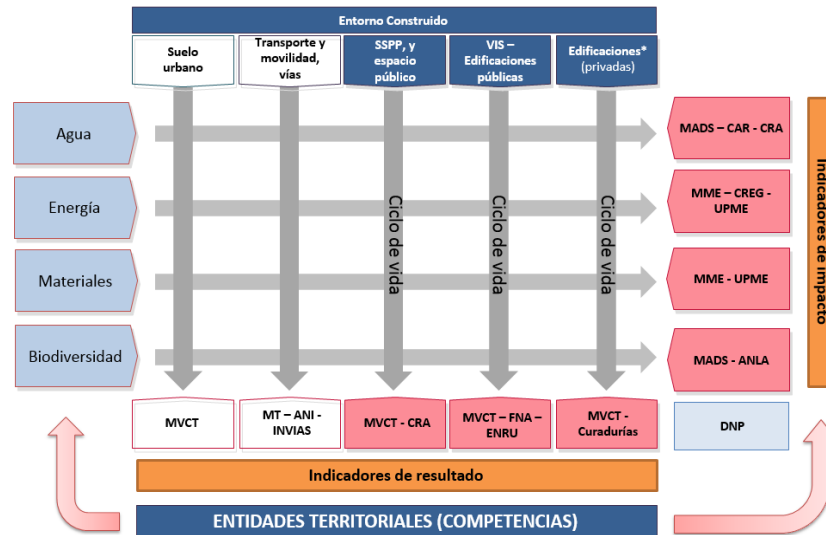 Entorno Construido
Suelo
urbano
Transporte y
movilidad,
vías
SSPP, y
espacio
público
VIS –
Edificaciones
públicas
Edificaciones*
(privadas)
Agua
MADS – CAR - CRA
Energía
MME – CREG -
UPME
Materiales
MME - UPME
Biodiversidad
MADS - ANLA
Ciclo de vida
Ciclo de vida
Ciclo de vida
Indicadores de impacto
MVCT
MT – ANI -
INVIAS
MVCT - CRA
MVCT – FNA –
ENRU
MVCT -
Curadurías
DNP
Indicadores de resultado
ENTIDADES TERRITORIALES (COMPETENCIAS)